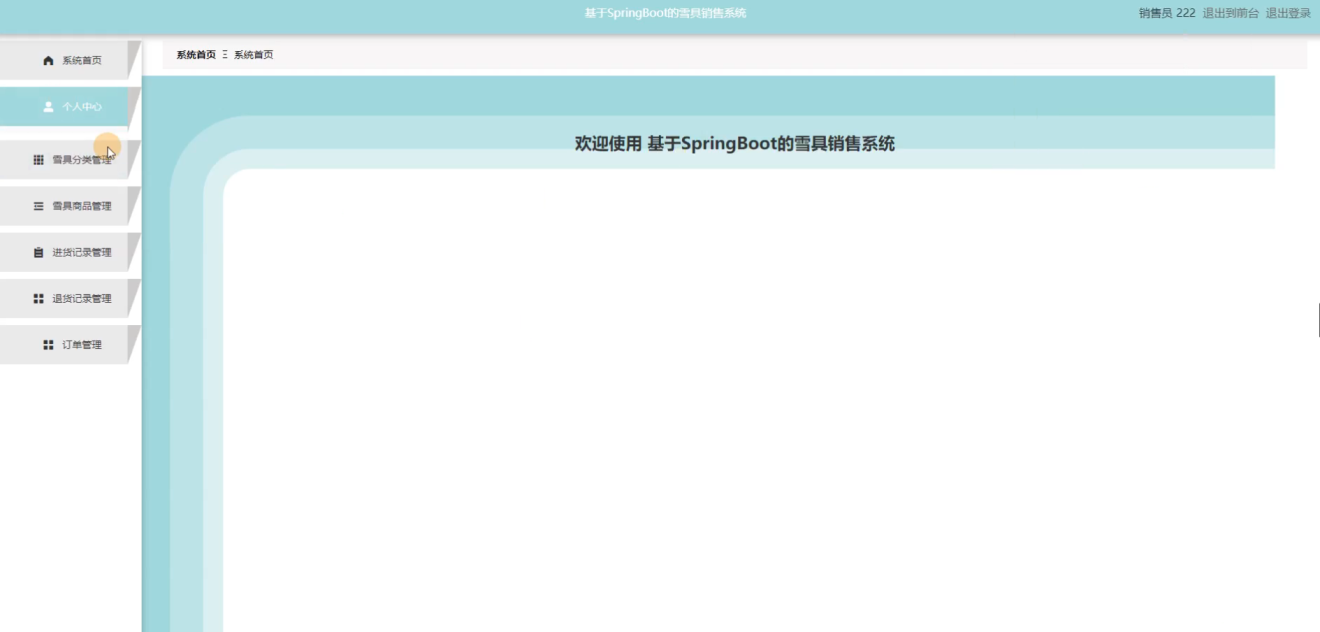 基于SpringBoot的雪具销售系统
销售员 222 退出到前台 退出登录
系统首页
系统首页 Ξ 系统首页
个人中心
欢迎使用 基于SpringBoot的雪具销售系统
雪具分类管理
雪具商品管理
进货记录管理
退货记录管理
订单管理